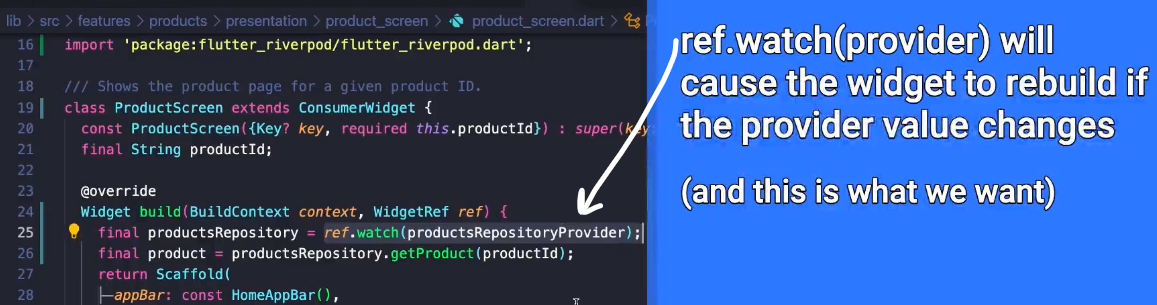 lib > src > features > products > presentation > product_screen > product_screen.dart >
16 import 'package:flutter_riverpod/flutter_riverpod.dart';
17
18 /// Shows the product page for a given product ID.
19 class ProductScreen extends ConsumerWidget {
20 const ProductScreen({Key? key, required this.productId}) : super(key:
21 final String productId;
22
23 @override
24 Widget build(BuildContext context, WidgetRef ref) {
25 final productsRepository = ref.watch(productsRepositoryProvider);
26 final product = productsRepository.getProduct(productId);
27 return Scaffold(
28 appBar: const HomeAppBar(),
ref.watch(provider) will
cause the widget to rebuild if
the provider value changes
(and this is what we want)